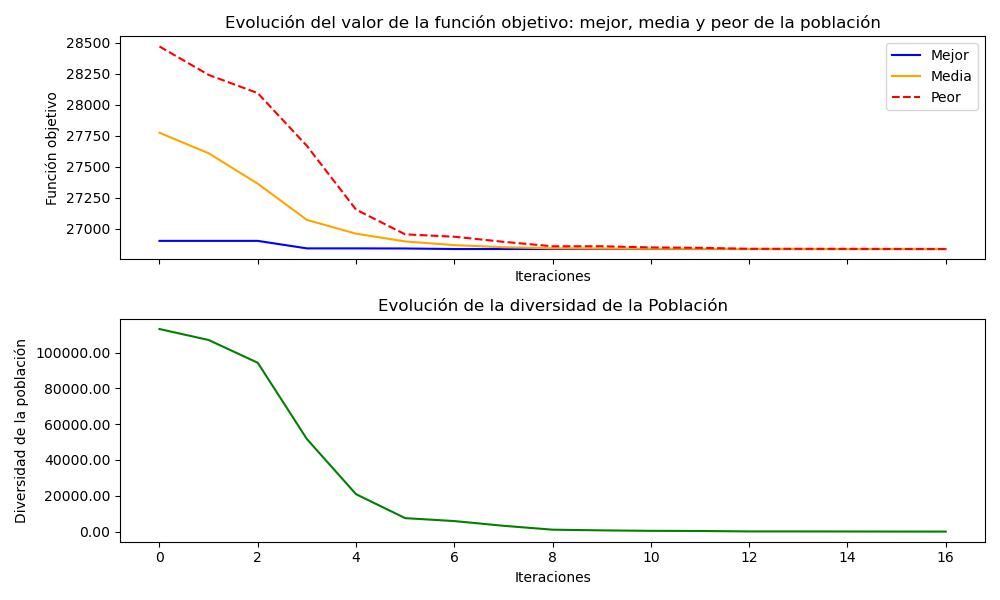 Evolución del valor de la función objetivo: mejor, media y peor de la población
28500
28250
28000
27750
27500
27250
27000
Función objetivo
Mejor
Media
Peor
Iteraciones
Evolución de la diversidad de la Población
100000.00
80000.00
60000.00
40000.00
20000.00
0.00
Diversidad de la población
0 2 4 6 8 10 12 14 16
Iteraciones